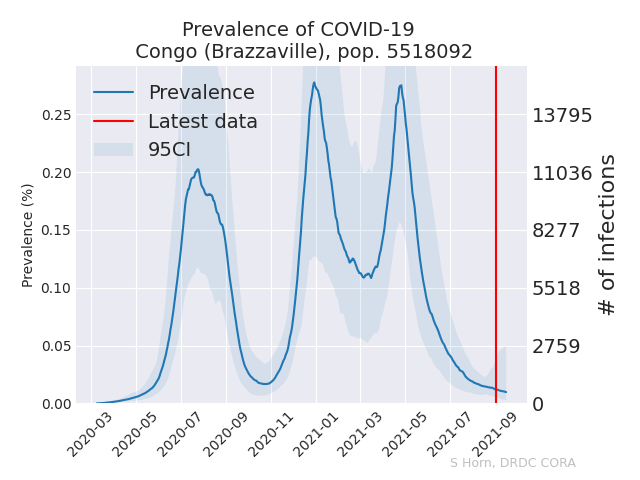 Prevalence of COVID-19
Congo (Brazzaville), pop. 5518092
Prevalence
Latest data
95CI
Prevalence (%)
0.25
0.20
0.15
0.10
0.05
0.00
13795
11036
8277
5518
2759
0
# of infections
2020-03
2020-05
2020-07
2020-09
2020-11
2021-01
2021-03
2021-05
2021-07
2021-09
S Horn, DRDC CORA